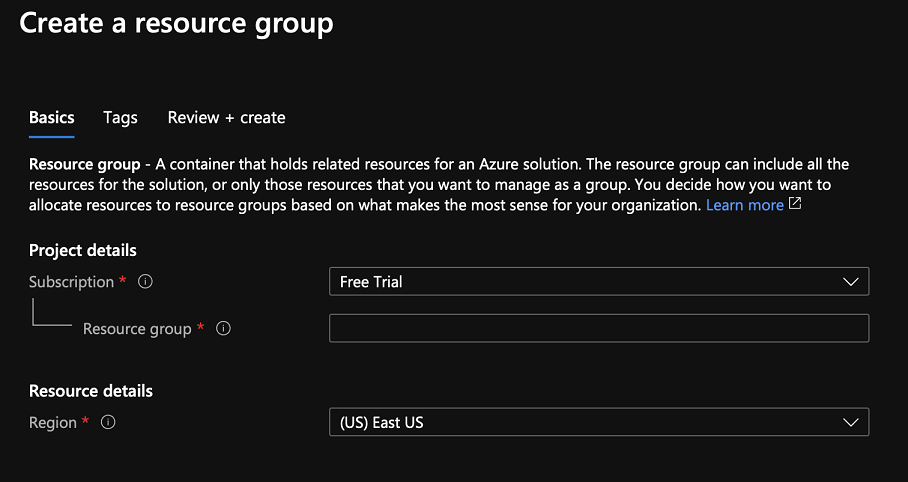 Create a resource group
Basics Tags Review + create
Resource group - A container that holds related resources for an Azure solution. The resource group can include all the
resources for the solution, or only those resources that you want to manage as a group. You decide how you want to
allocate resources to resource groups based on what makes the most sense for your organization. Learn more
Project details
Subscription * Free Trial
Resource group *
Resource details
Region * (US) East US